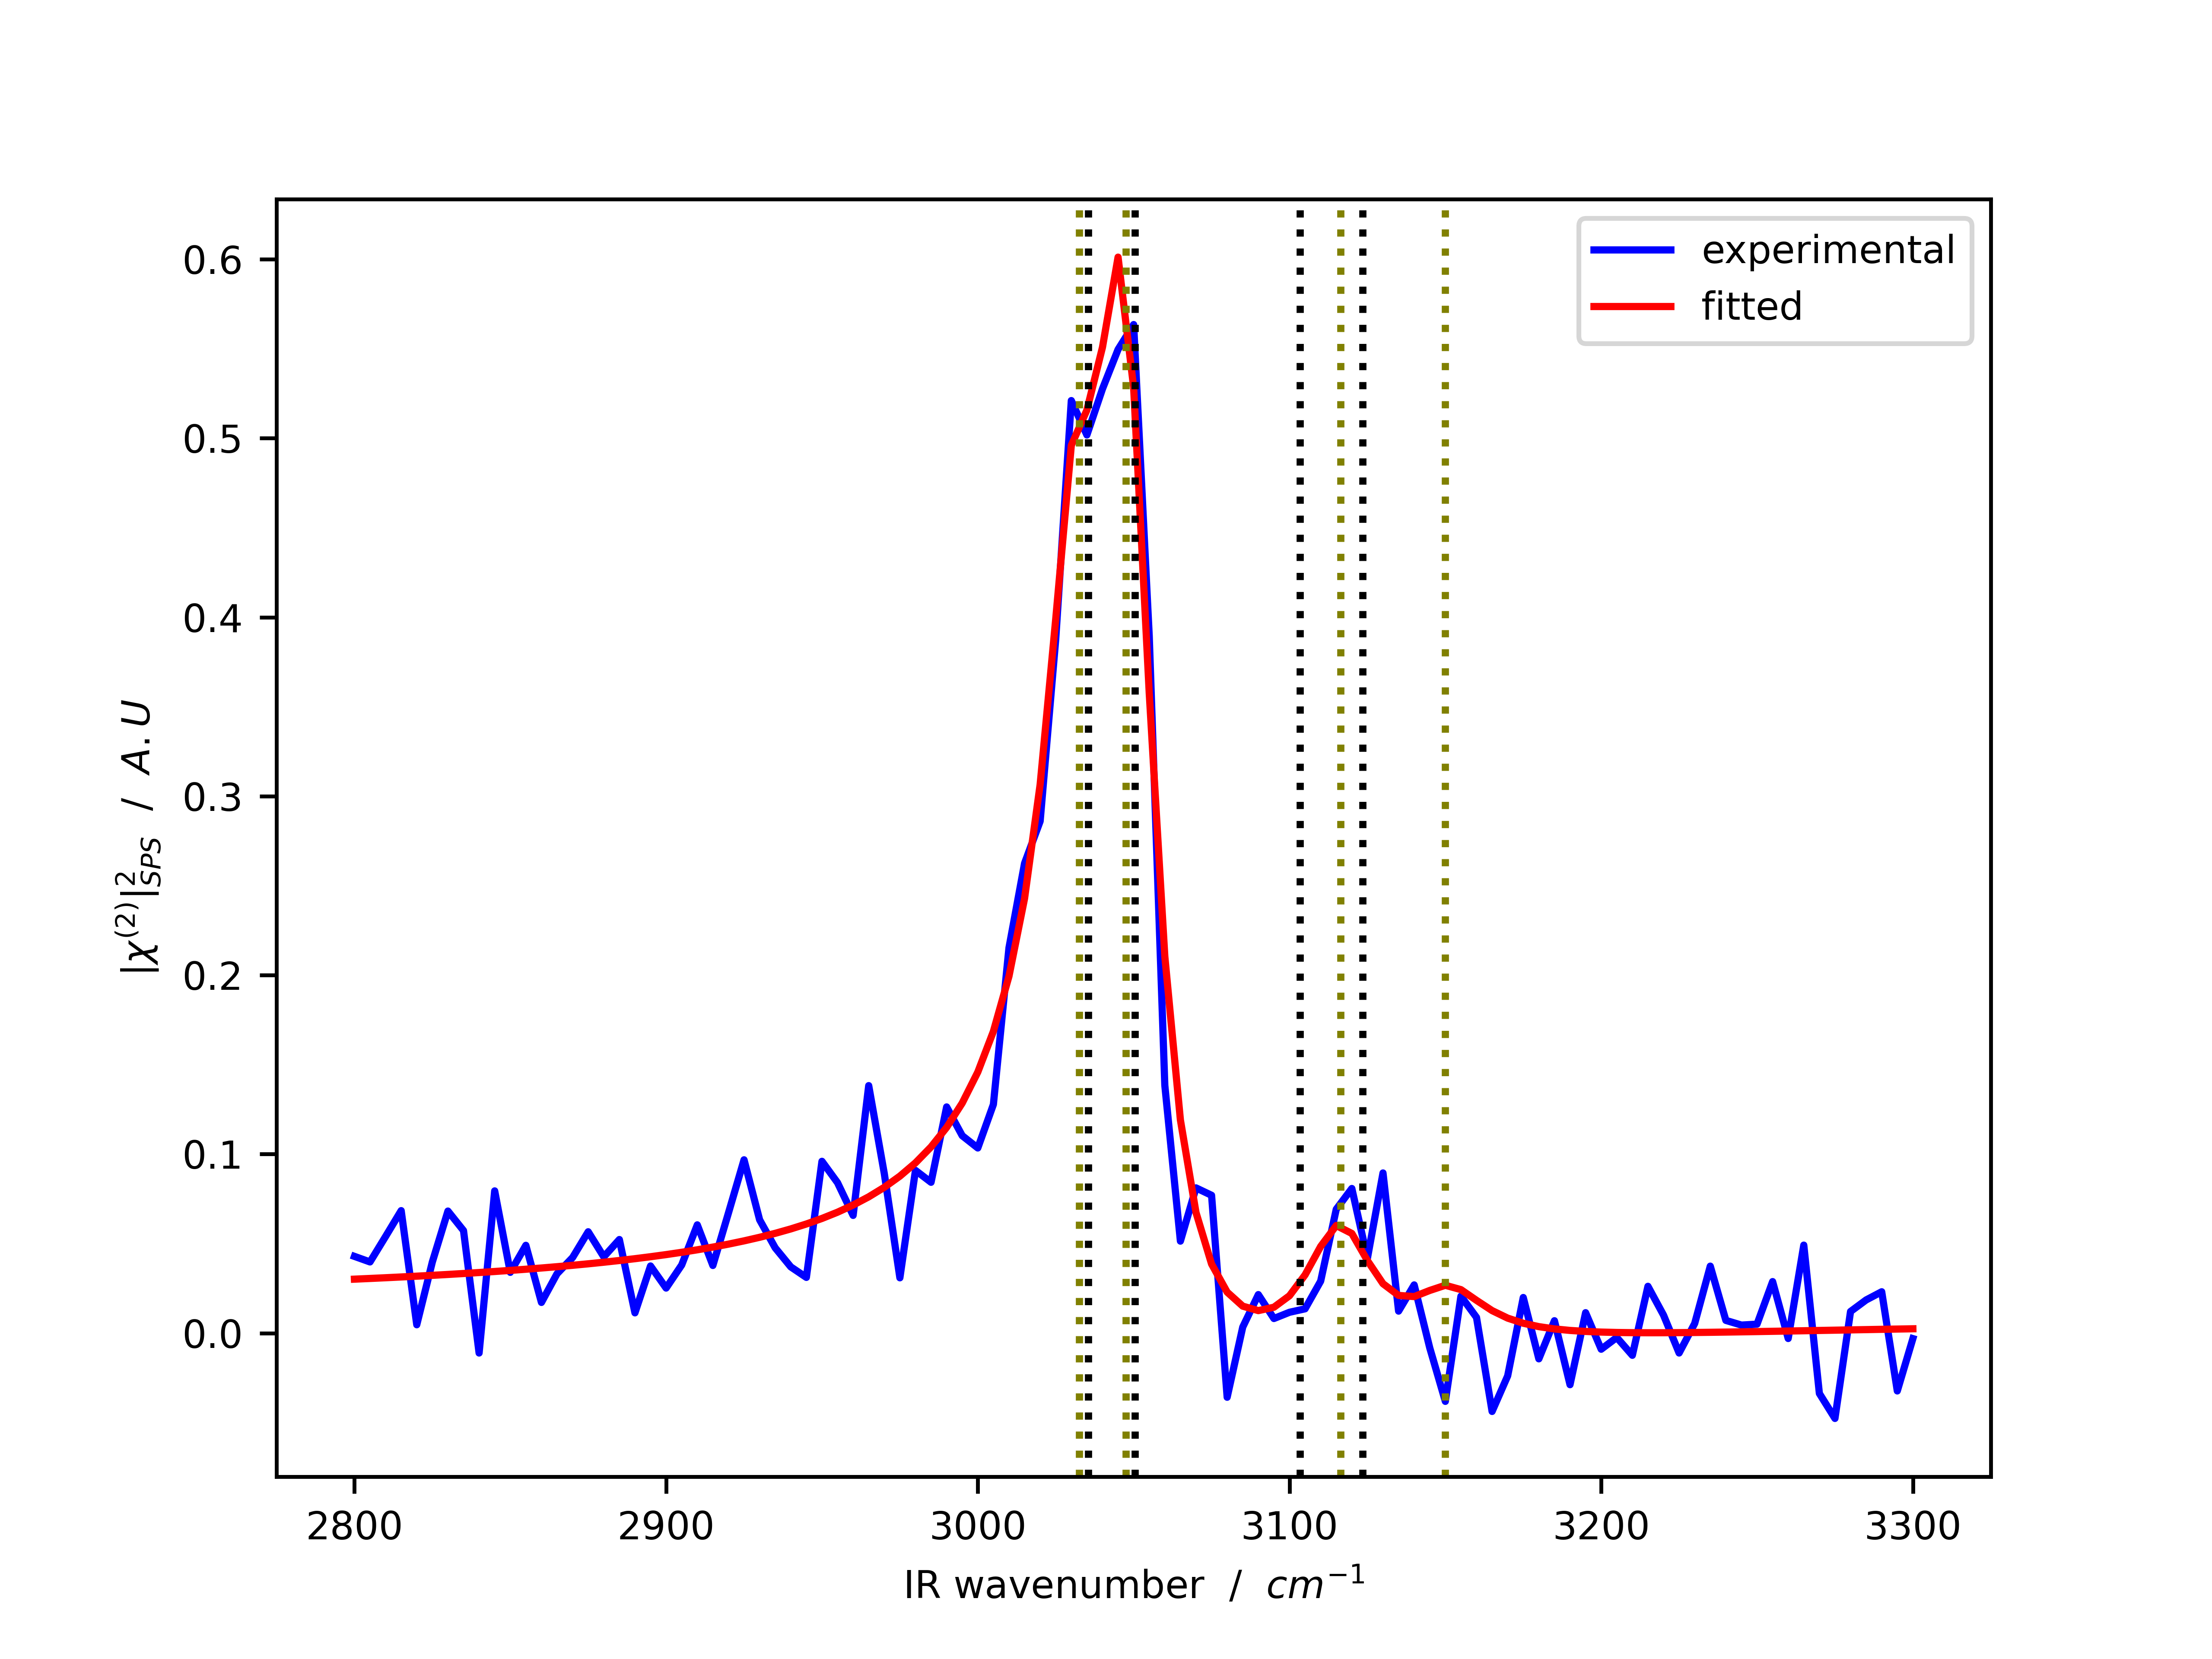 experimental
fitted
0.6
0.5
0.4
0.3
0.2
0.1
0.0
|χ⁽²⁾|²_SPS / A.U
2800 2900 3000 3100 3200 3300
IR wavenumber / cm⁻¹